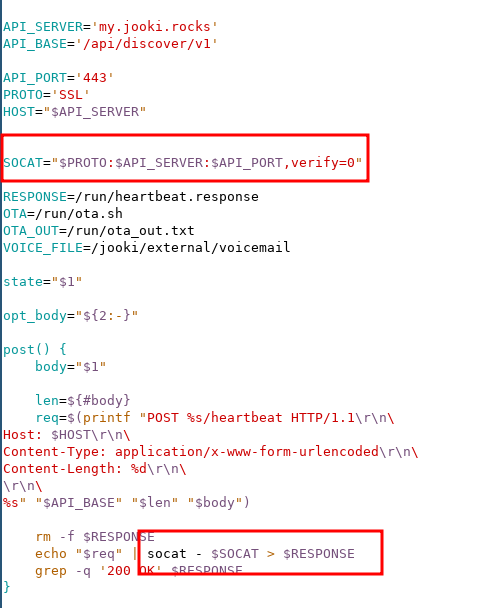 API_SERVER='my.jooki.rocks'
API_BASE='/api/discover/v1'
API_PORT='443'
PROTO='SSL'
HOST="$API_SERVER"
SOCAT="$PROTO:$API_SERVER:$API_PORT,verify=0"
RESPONSE=/run/heartbeat.response
OTA=/run/ota.sh
OTA_OUT=/run/ota_out.txt
VOICE_FILE=/jooki/external/voicemail
state="$1"
opt_body="${2:-}"
post() {
    body="$1"
    len=${#body}
    req=$(printf "POST %s/heartbeat HTTP/1.1\r\n\
Host: $HOST\r\n\
Content-Type: application/x-www-form-urlencoded\r\n\
Content-Length: %d\r\n\
\r\n\
%s" "$API_BASE" "$len" "$body")
    rm -f $RESPONSE
    echo "$req" | socat - $SOCAT > $RESPONSE
    grep -q '200 OK' $RESPONSE
}